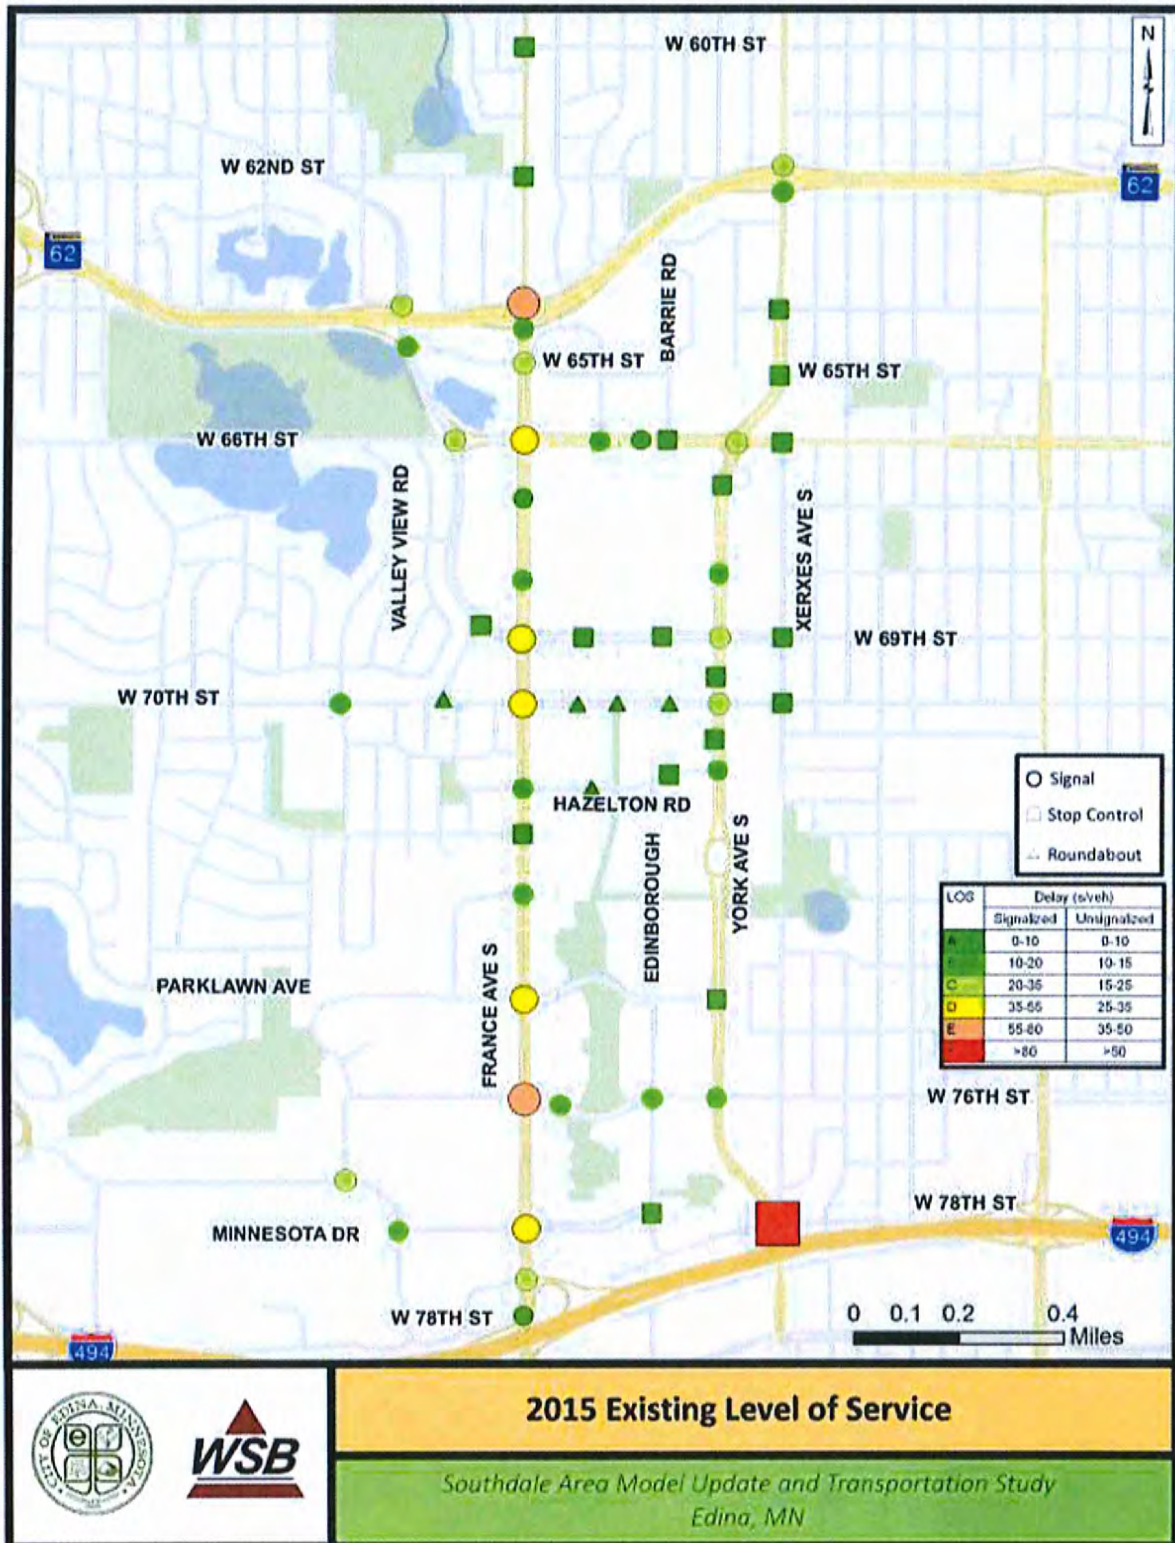 N
W 60TH ST
W 62ND ST
62
62
BARRIE RD
W 65TH ST
W 65TH ST
W 66TH ST
VALLEY VIEW RD
XERXES AVE S
W 69TH ST
W 70TH ST
HAZELTON RD
Signal
Stop Control
Roundabout
EDINBOROUGH
YORK AVE S
LOS Delay (s/veh)
Signalized Unsignalized
A 0-10 0-10
10-20 10-15
C 20-35 15-25
D 35-55 25-35
E 55-80 35-50
>80 >50
PARKLAWN AVE
FRANCE AVE S
W 76TH ST
W 78TH ST
MINNESOTA DR
494
W 78TH ST
0 0.1 0.2 0.4
Miles
494
CITY OF EDINA, MINNESOTA
e
WSB
2015 Existing Level of Service
Southdale Area Model Update and Transportation Study
Edina, MN